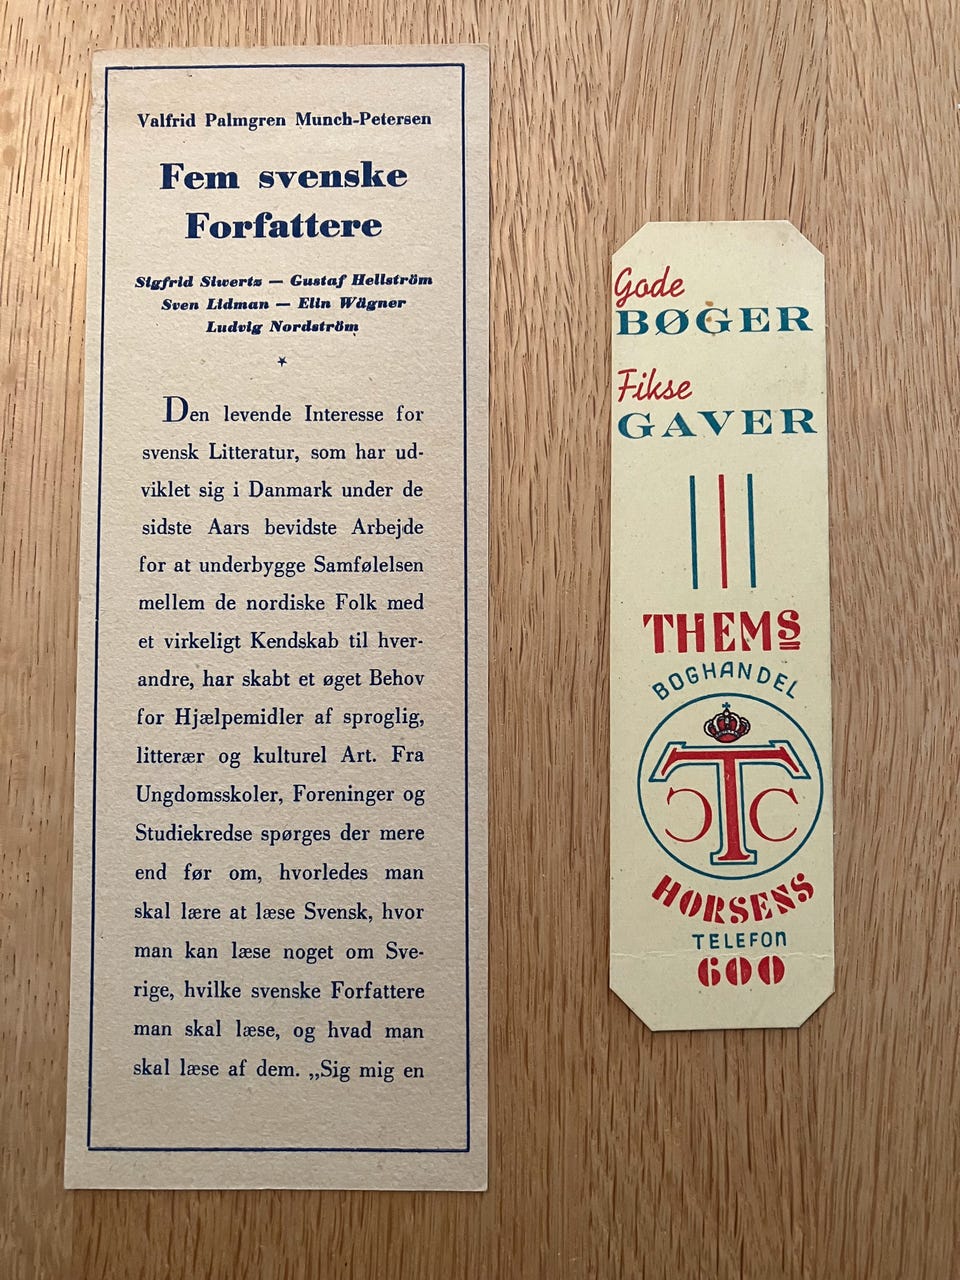 Valfrid Palmgren Munch-Petersen
Fem svenske
Forfattere
Sigfrid Siwertz — Gustaf Hellström
Sven Lidman — Elin Wägner
Ludvig Nordström
Den levende Interesse for
svensk Litteratur, som har ud-
viklet sig i Danmark under de
sidste Aars bevidste Arbejde
for at underbygge Samfølelsen
mellem de nordiske Folk med
et virkeligt Kendskab til hver-
andre, har skabt et øget Behov
for Hjælpemidler af sproglig,
litterær og kulturel Art. Fra
Ungdomsskoler, Foreninger og
Studiekredse spørges der mere
end før om, hvorledes man
skal lære at læse Svensk, hvor
man kan læse noget om Sve-
rige, hvilke svenske Forfattere
man skal læse, og hvad man
skal læse af dem. „Sig mig en
Gode
BØGER
Fikse
GAVER
THEMS
BOGHANDEL
C T C
HORSENS
TELEFON
600